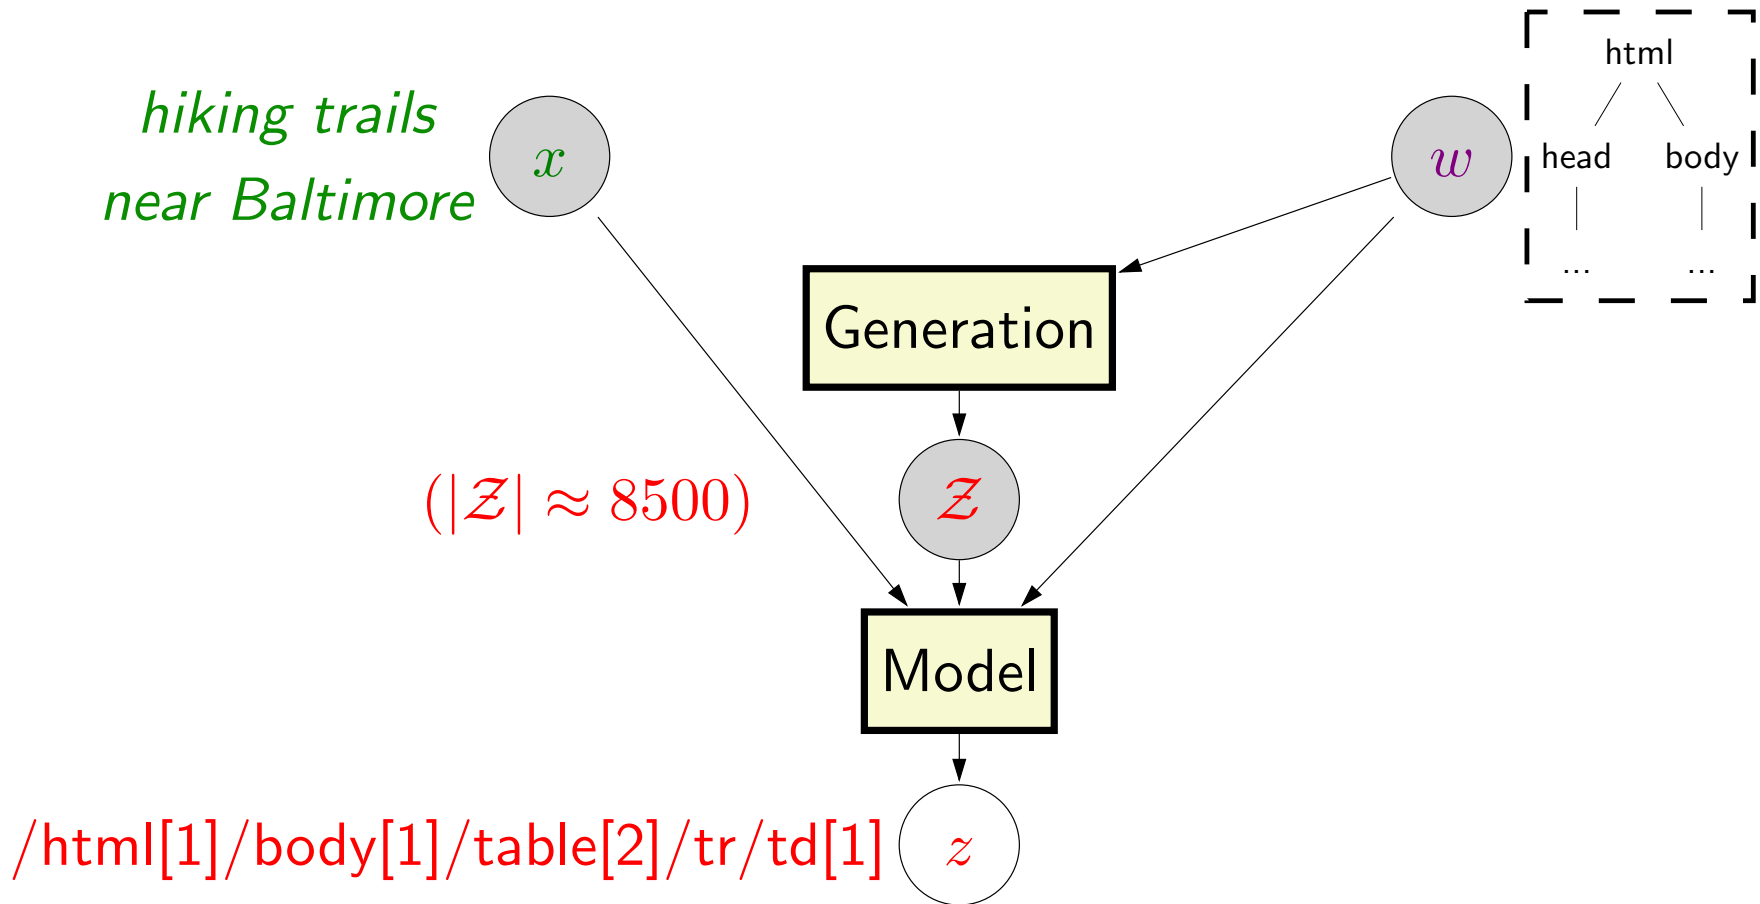 hiking trails
near Baltimore
x
w
html
head body
... ...
Generation
(|𝒵| ≈ 8500)
𝒵
Model
/html[1]/body[1]/table[2]/tr/td[1]
z